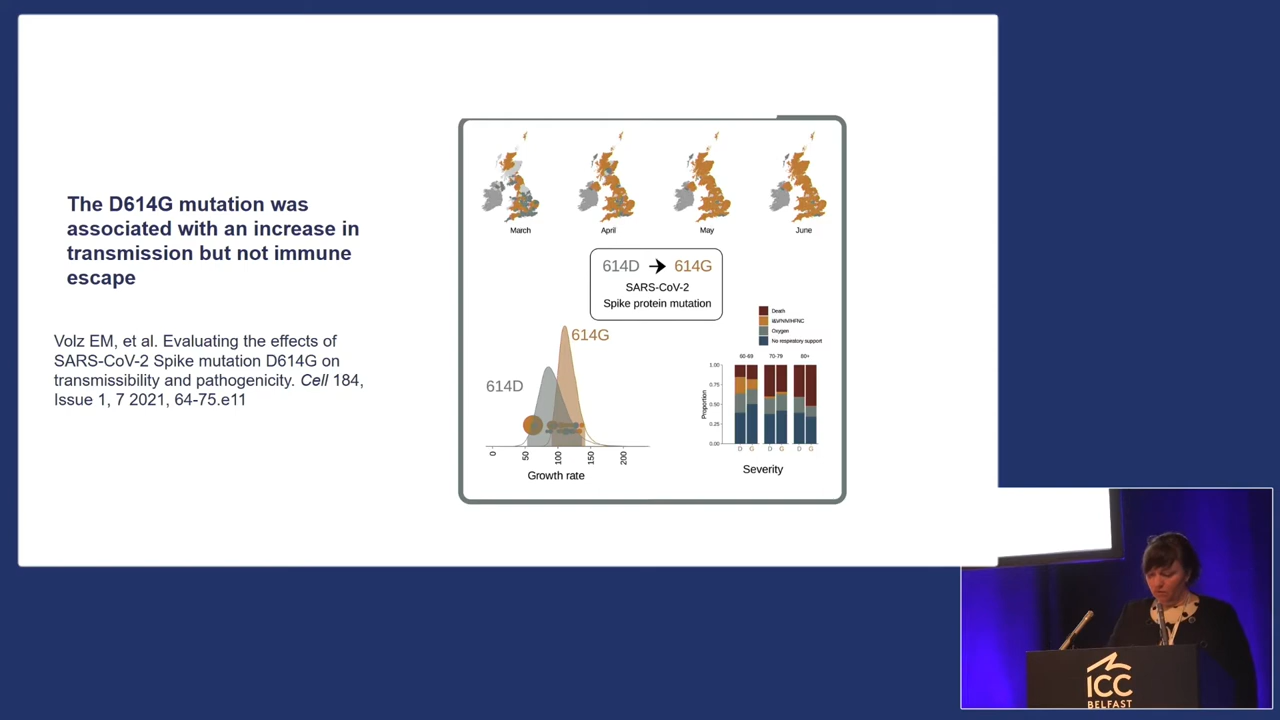 The D614G mutation was
associated with an increase in
transmission but not immune
escape
Volz EM, et al. Evaluating the effects of
SARS-CoV-2 Spike mutation D614G on
transmissibility and pathogenicity. Cell 184,
Issue 1, 7 2021, 64-75.e11
March
April
May
June
614D → 614G
SARS-CoV-2
Spike protein mutation
614G
614D
0
50
100
150
200
Growth rate
Death
I&V/NIV/HFNC
Oxygen
No respiratory support
60-69
70-79
80+
1.00
0.75
0.50
0.25
0.00
Proportion
D G D G D G
Severity
ICC
BELFAST